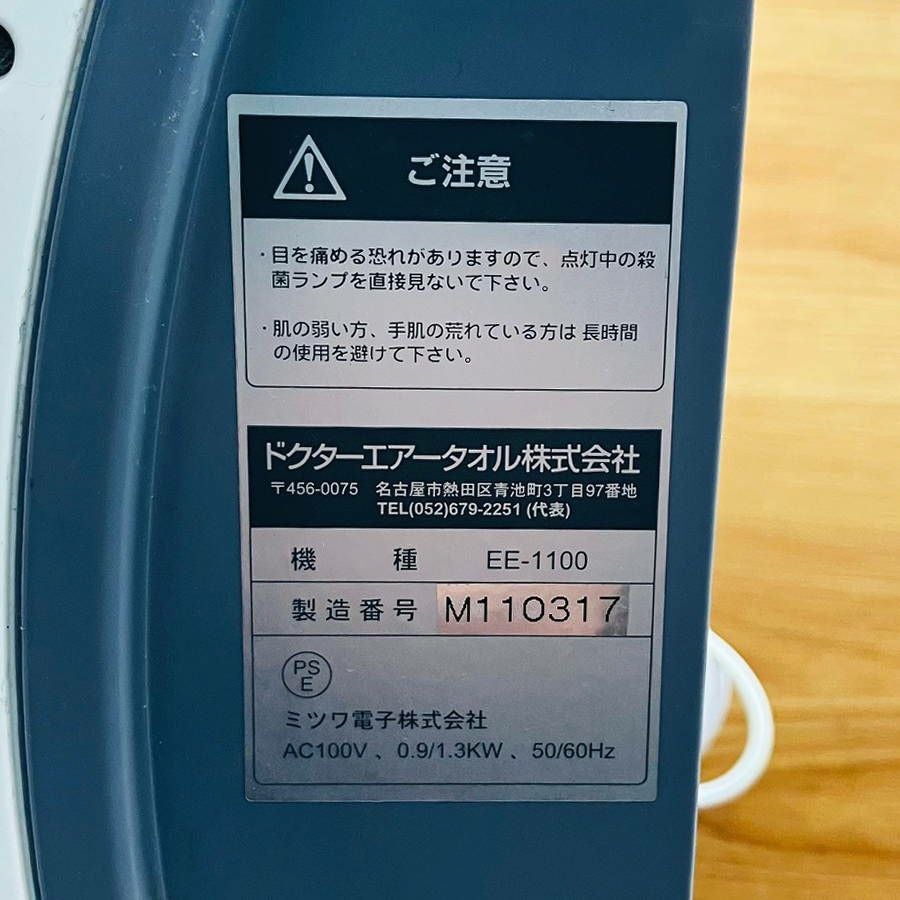 ご注意
・目を痛める恐れがありますので、点灯中の殺
菌ランプを直接見ないで下さい。
・肌の弱い方、手肌の荒れている方は 長時間
の使用を避けて下さい。
ドクターエアータオル株式会社
〒456-0075 名古屋市熱田区青池町3丁目97番地
TEL(052)679-2251 (代表)
機種 EE-1100
製造番号 M110317
PS
E
ミツワ電子株式会社
AC100V 、0.9/1.3KW 、50/60Hz